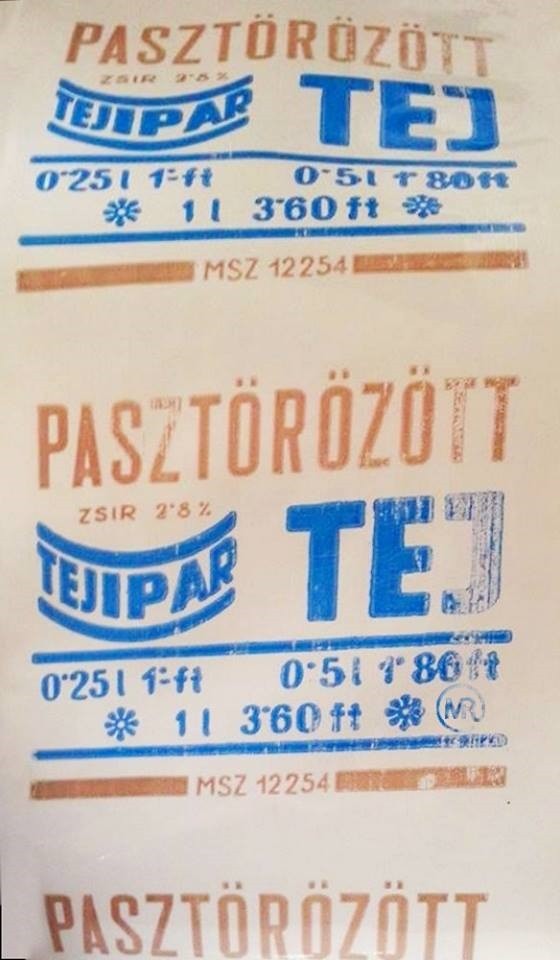 PASZTÖRÖZÖTT
ZSIR 2·8%
TEJIPAR TEJ
0·25 l 1·-ft 0·5 l 1·80 ft
1 l 3·60 ft
MSZ 12254
PASZTÖRÖZÖTT
ZSIR 2·8%
TEJIPAR TEJ
0·25 l 1·-ft 0·5 l 1·80 ft
1 l 3·60 ft
MR
MSZ 12254
PASZTÖRÖZÖTT